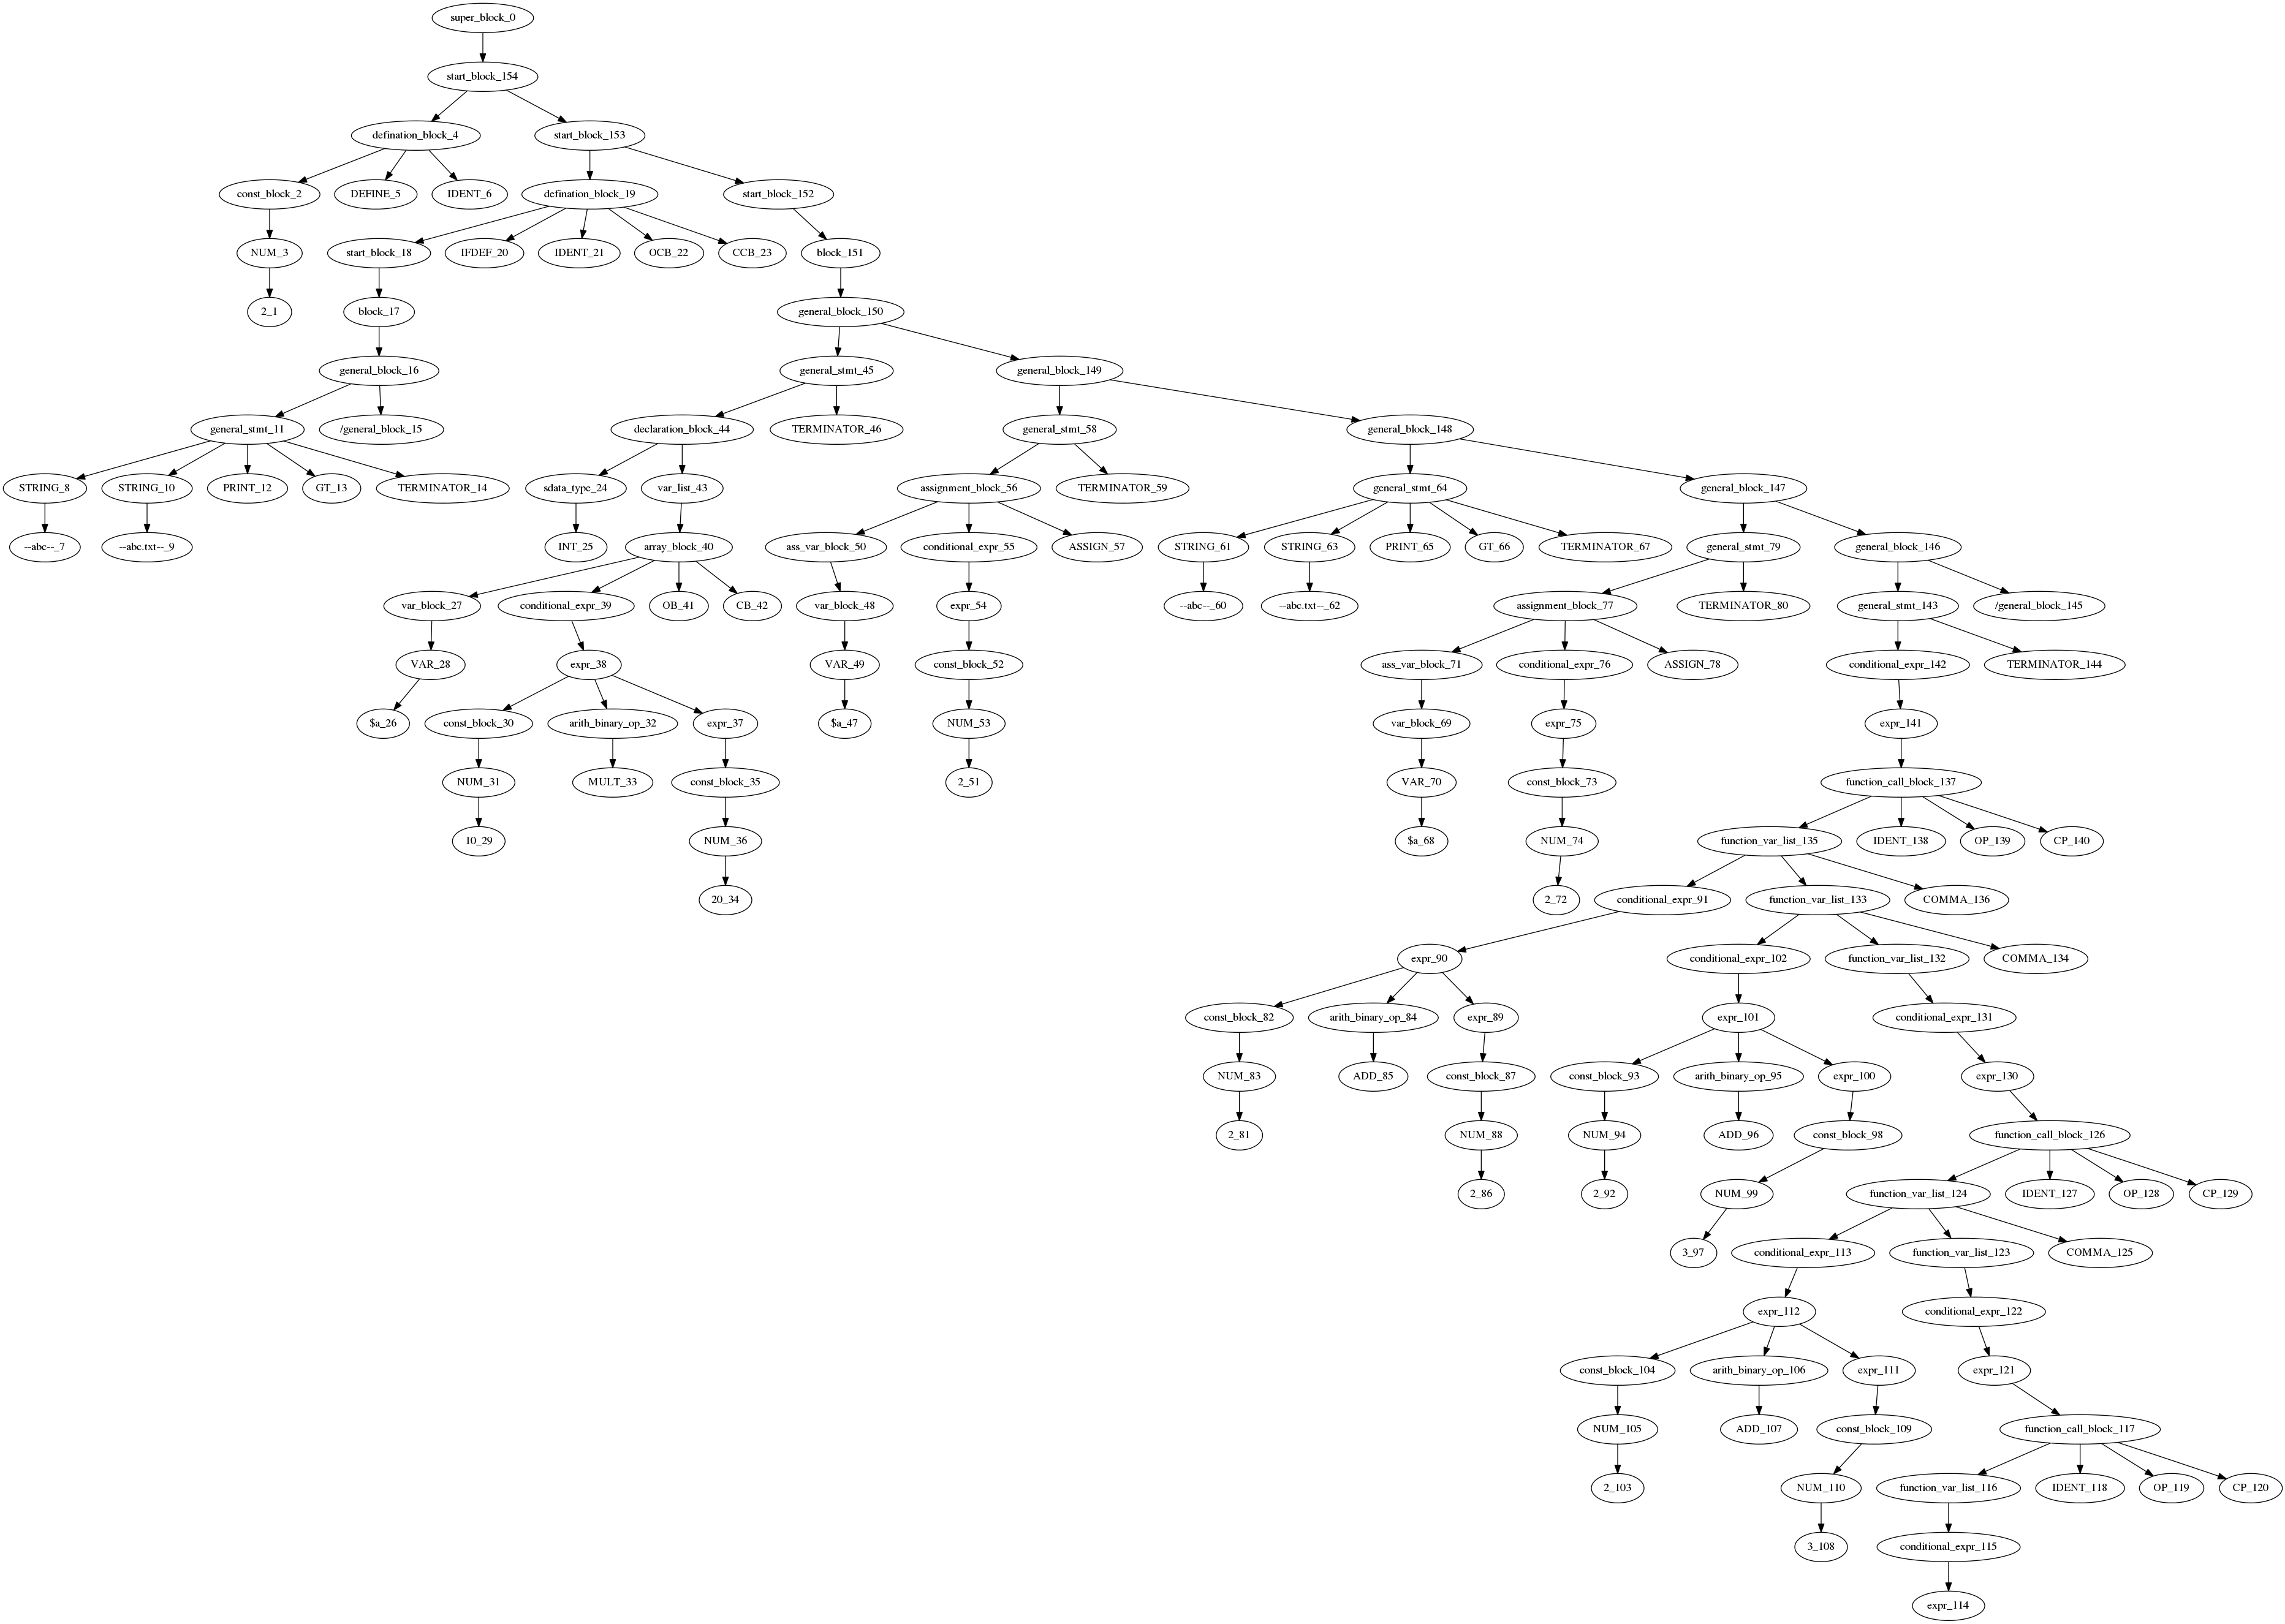 super_block_0
start_block_154
defination_block_4 start_block_153
const_block_2 DEFINE_5 IDENT_6 defination_block_19 start_block_152
NUM_3 start_block_18 IFDEF_20 IDENT_21 OCB_22 CCB_23 block_151
2_1 block_17 general_block_150
general_block_16 general_stmt_45 general_block_149
general_stmt_11 /general_block_15 declaration_block_44 TERMINATOR_46 general_stmt_58 general_block_148
STRING_8 STRING_10 PRINT_12 GT_13 TERMINATOR_14 sdata_type_24 var_list_43 assignment_block_56 TERMINATOR_59 general_stmt_64 general_block_147
--abc--_7 --abc.txt--_9 INT_25 array_block_40 ass_var_block_50 conditional_expr_55 ASSIGN_57 STRING_61 STRING_63 PRINT_65 GT_66 TERMINATOR_67 general_stmt_79 general_block_146
var_block_27 conditional_expr_39 OB_41 CB_42 var_block_48 expr_54 --abc--_60 --abc.txt--_62 assignment_block_77 TERMINATOR_80 general_stmt_143 /general_block_145
VAR_28 expr_38 VAR_49 const_block_52 ass_var_block_71 conditional_expr_76 ASSIGN_78 conditional_expr_142 TERMINATOR_144
$a_26 const_block_30 arith_binary_op_32 expr_37 $a_47 NUM_53 var_block_69 expr_75 expr_141
NUM_31 MULT_33 const_block_35 2_51 VAR_70 const_block_73 function_call_block_137
10_29 NUM_36 $a_68 NUM_74 function_var_list_135 IDENT_138 OP_139 CP_140
20_34 2_72 conditional_expr_91 function_var_list_133 COMMA_136
expr_90 conditional_expr_102 function_var_list_132 COMMA_134
const_block_82 arith_binary_op_84 expr_89 expr_101 conditional_expr_131
NUM_83 ADD_85 const_block_87 const_block_93 arith_binary_op_95 expr_100 expr_130
2_81 NUM_88 NUM_94 ADD_96 const_block_98 function_call_block_126
2_86 2_92 NUM_99 function_var_list_124 IDENT_127 OP_128 CP_129
3_97 conditional_expr_113 function_var_list_123 COMMA_125
expr_112 conditional_expr_122
const_block_104 arith_binary_op_106 expr_111 expr_121
NUM_105 ADD_107 const_block_109 function_call_block_117
2_103 NUM_110 function_var_list_116 IDENT_118 OP_119 CP_120
3_108 conditional_expr_115
expr_114